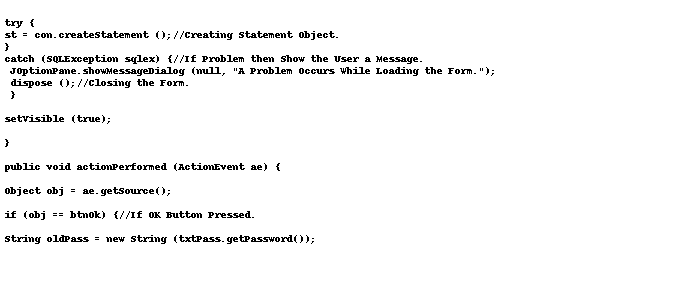 try {
st = con.createStatement ();//Creating Statement Object.
}
catch (SQLException sqlex) {//If Problem then Show the User a Message.
JOptionPane.showMessageDialog (null, "A Problem Occurs While Loading the Form.");
dispose ();//Closing the Form.
}
setVisible (true);
}
public void actionPerformed (ActionEvent ae) {
Object obj = ae.getSource();
if (obj == btnOk) {//If OK Button Pressed.
String oldPass = new String (txtPass.getPassword());